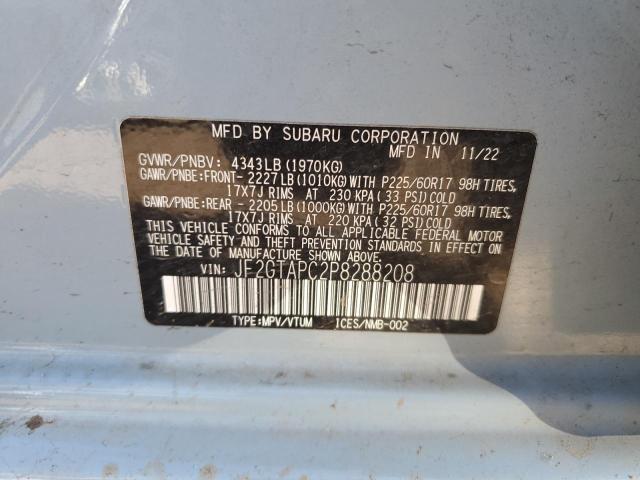 MFD BY SUBARU CORPORATION
MFD IN 11/22
GVWR/PNBV: 4343LB(1970KG)
GAWR/PNBE:FRONT- 2227LB(1010KG)WITH P225/60R17 98H TIRES,
17X7J RIMS AT 230 KPA(33 PSI)COLD
GAWR/PNBE:REAR - 2205LB(1000KG)WITH P225/60R17 98H TIRES,
17X7J RIMS AT 220 KPA(32 PSI)COLD
THIS VEHICLE CONFORMS TO ALL APPLICABLE FEDERAL MOTOR
VEHICLE SAFETY AND THEFT PREVENTION STANDARDS IN EFFECT ON
THE DATE OF MANUFACTURE SHOWN ABOVE.
VIN: JF2GTAPC2P8288208
TYPE:MPV/VTUM ICES/NMB-002